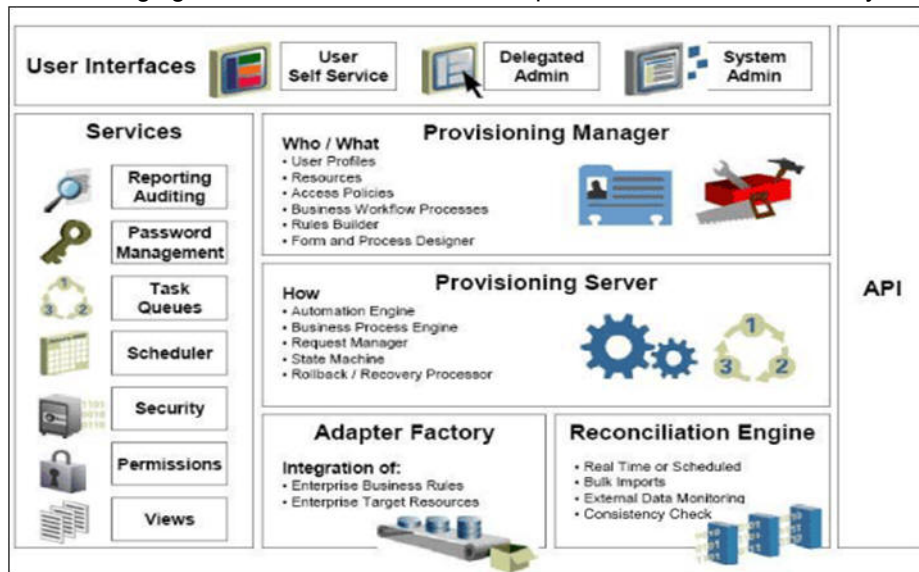 User Interfaces
User
Self Service
Delegated
Admin
System
Admin
API
Services
Reporting
Auditing
Password
Management
Task
Queues
Scheduler
Security
Permissions
Views
Provisioning Manager
Who / What
• User Profiles
• Resources
• Access Policies
• Business Workflow Processes
• Rules Builder
• Form and Process Designer
Provisioning Server
How
• Automation Engine
• Business Process Engine
• Request Manager
• State Machine
• Rollback / Recovery Processor
1
2
3
Adapter Factory
Integration of:
• Enterprise Business Rules
• Enterprise Target Resources
Reconciliation Engine
• Real Time or Scheduled
• Bulk Imports
• External Data Monitoring
• Consistency Check